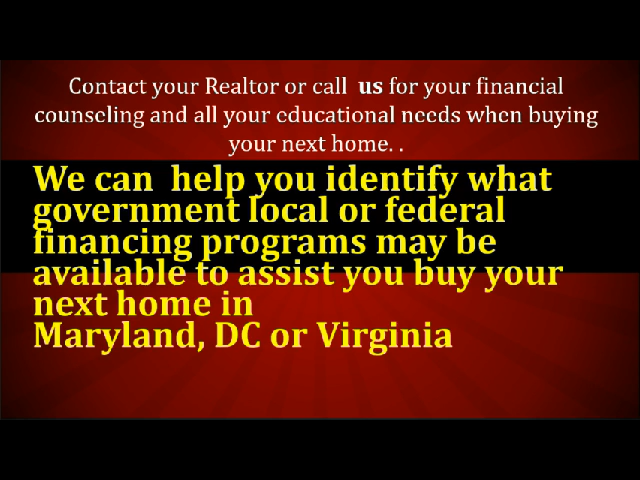 Contact your Realtor or call  us for your financial
counseling and all your educational needs when buying
your next home. .
We can  help you identify what
government local or federal
financing programs may be
available to assist you buy your
next home in
Maryland, DC or Virginia